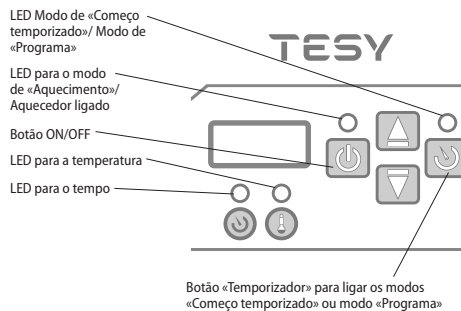 LED Modo de «Começo
temporizado»/ Modo de
«Programa»
LED para o modo
de «Aquecimento»/
Aquecedor ligado
Botão ON/OFF
LED para a temperatura
LED para o tempo
TESY
Botão «Temporizador» para ligar os modos
«Começo temporizado» ou modo «Programa»